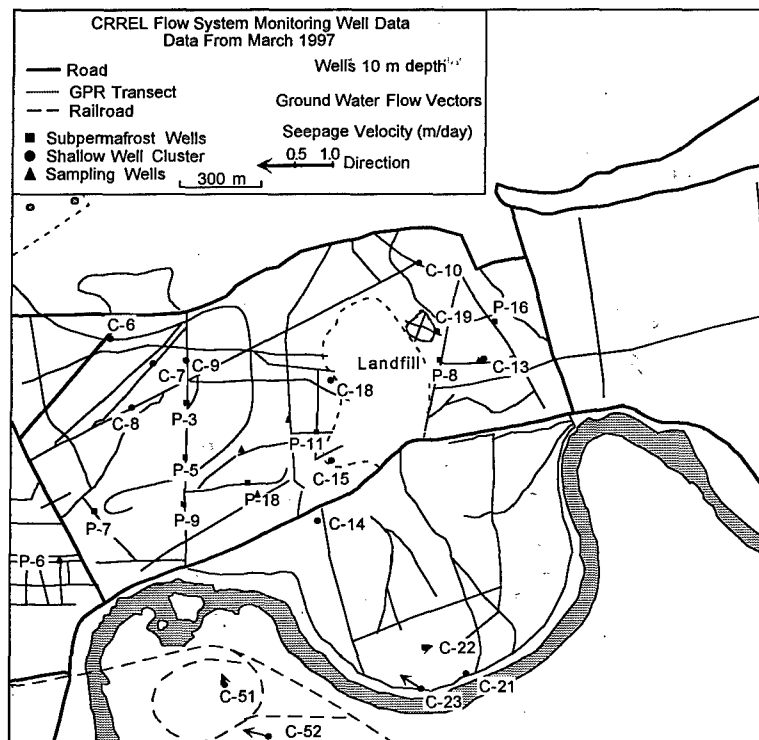 CRREL Flow System Monitoring Well Data
Data From March 1997
Road
GPR Transect
Railroad
Subpermafrost Wells
Shallow Well Cluster
Sampling Wells
300 m
Wells 10 m depth
Ground Water Flow Vectors
Seepage Velocity (m/day)
0.5 1.0 Direction
C-10
C-6
C-19
P-16
C-9
Landfill
C-7
P-8
C-13
C-18
C-8
P-3
P-11
P-5
C-15
P-18
P-7
P-9
C-14
P-6
C-22
C-21
C-51
C-23
C-52